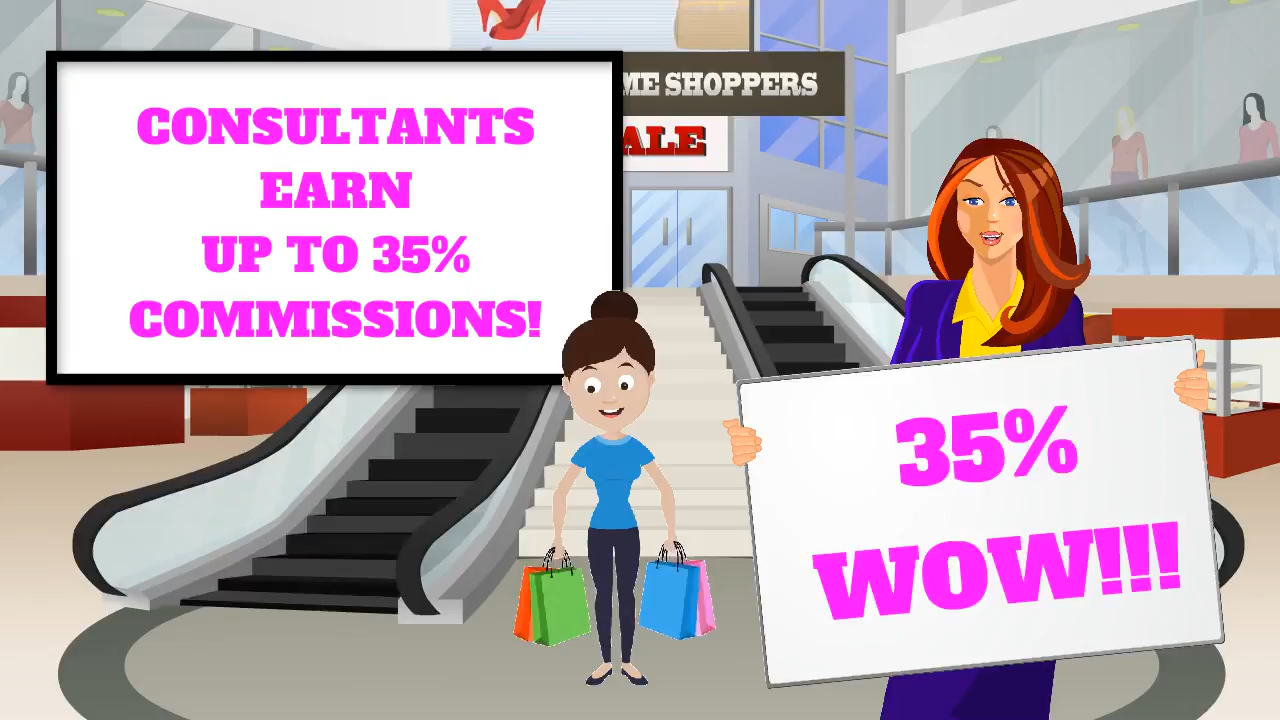 CONSULTANTS
EARN
UP TO 35%
COMMISSIONS!
ME SHOPPERS
ALE
35%
WOW!!!